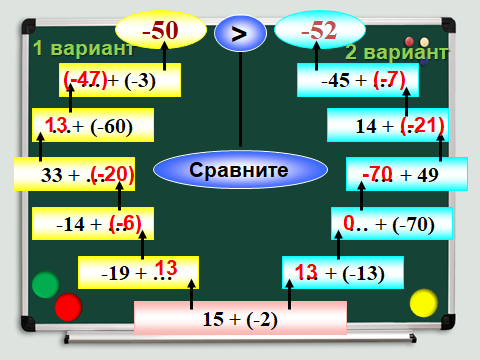 -50 > -52
1 вариант 2 вариант
(-47) + (-3) -45 + (-7)
13 + (-60) 14 + (-21)
33 + (-20) -70 + 49
-14 + (-6) 0 + (-70)
Сравните
-19 + 13 13 + (-13)
15 + (-2)